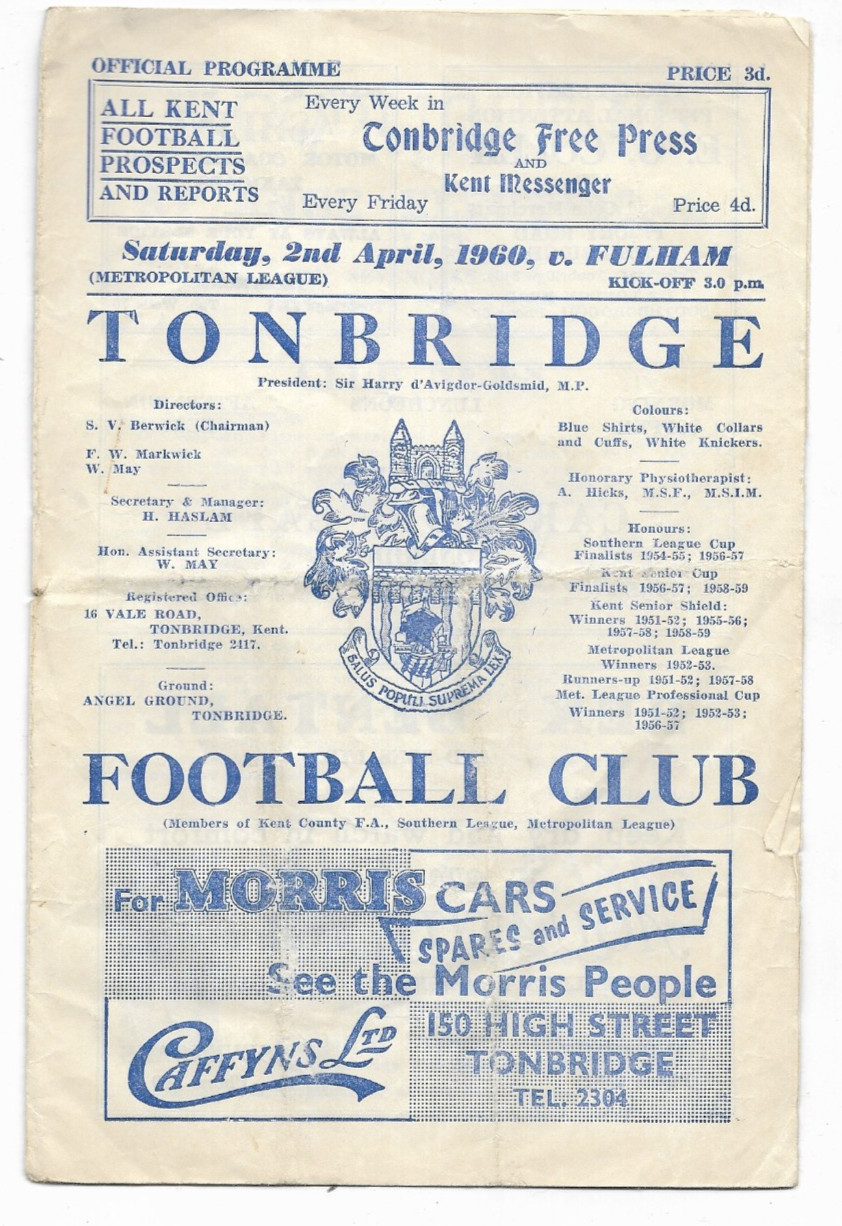 OFFICIAL PROGRAMME PRICE 3d.
ALL KENT
FOOTBALL
PROSPECTS
AND REPORTS
Every Week in
Tonbridge Free Press
AND
Kent Messenger
Every Friday Price 4d.
Saturday, 2nd April, 1960, v. FULHAM
(METROPOLITAN LEAGUE) KICK-OFF 3.0 p.m.
TONBRIDGE
President: Sir Harry d'Avigdor-Goldsmid, M.P.
Directors:
S. V. Berwick (Chairman)
F. W. Markwick
W. May
Secretary & Manager:
H. HASLAM
Hon. Assistant Secretary:
W. MAY
Registered Office:
16 VALE ROAD,
TONBRIDGE, Kent.
Tel.: Tonbridge 2417.
Ground:
ANGEL GROUND,
TONBRIDGE.
SALUS POPULI SUPREMA LEX
Colours:
Blue Shirts, White Collars
and Cuffs, White Knickers.
Honorary Physiotherapist:
A. Hicks, M.S.F., M.S.I.M.
Honours:
Southern League Cup
Finalists 1954-55; 1956-57
Kent Senior Cup
Finalists 1956-57; 1958-59
Kent Senior Shield:
Winners 1951-52; 1955-56;
1957-58; 1958-59
Metropolitan League
Winners 1952-53.
Runners-up 1951-52; 1957-58
Met. League Professional Cup
Winners 1951-52; 1952-53;
1956-57
FOOTBALL CLUB
(Members of Kent County F.A., Southern League, Metropolitan League)
For MORRIS CARS
SPARES and SERVICE
See the Morris People
CAFFYNS LTD
150 HIGH STREET
TONBRIDGE
TEL. 2304